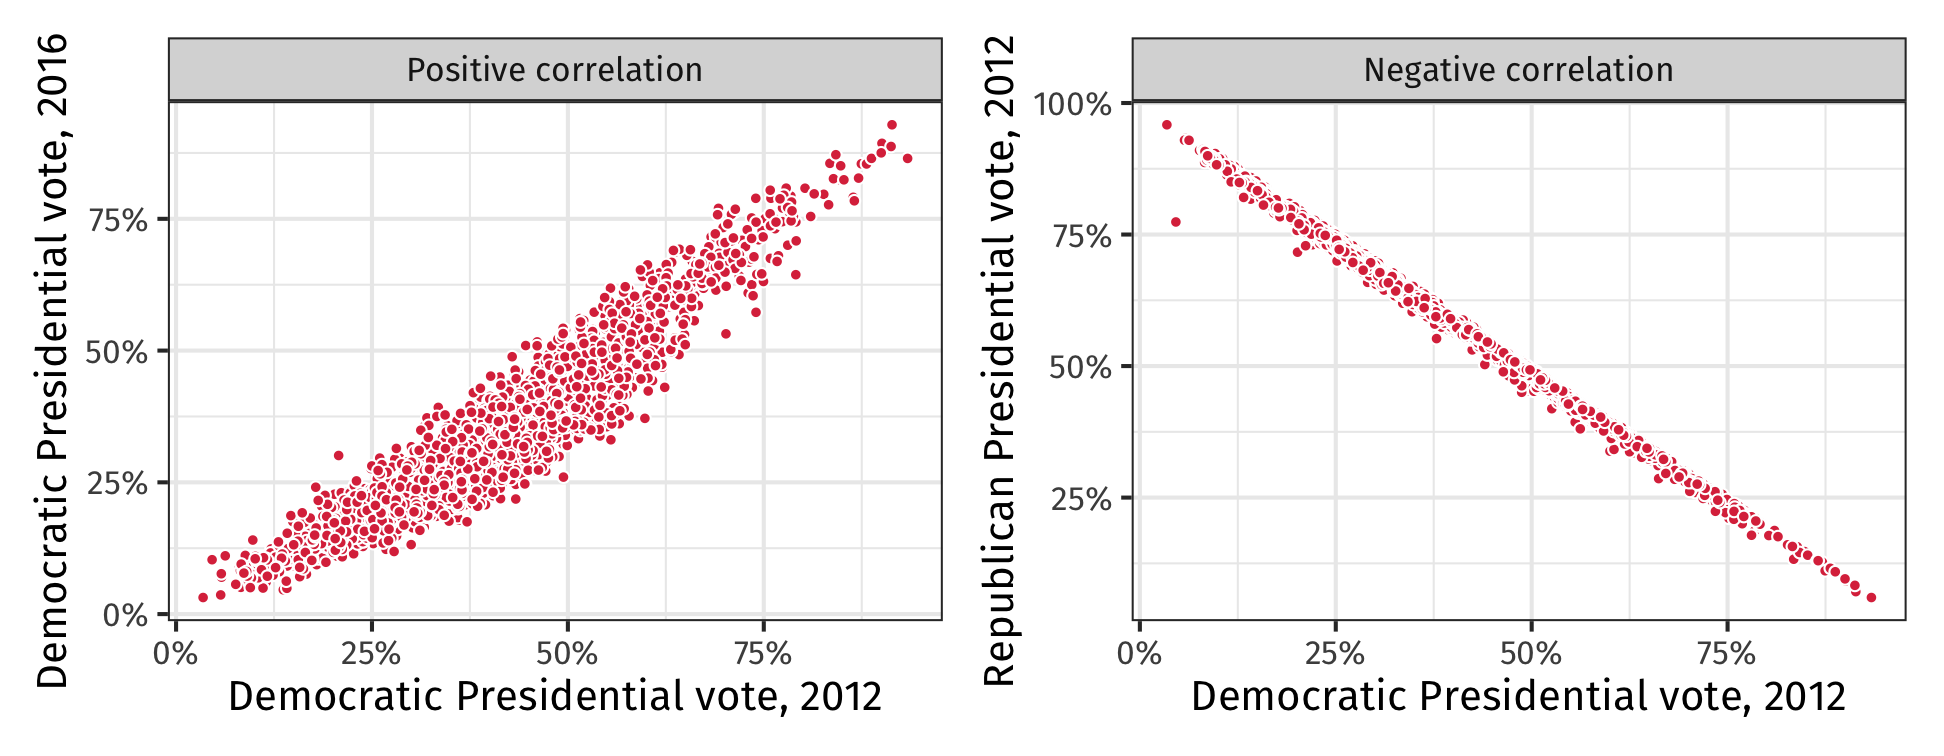 Positive correlation
Democratic Presidential vote, 2016
75%
50%
25%
0%
0% 25% 50% 75%
Democratic Presidential vote, 2012
Negative correlation
Republican Presidential vote, 2012
100%
75%
50%
25%
0% 25% 50% 75%
Democratic Presidential vote, 2012